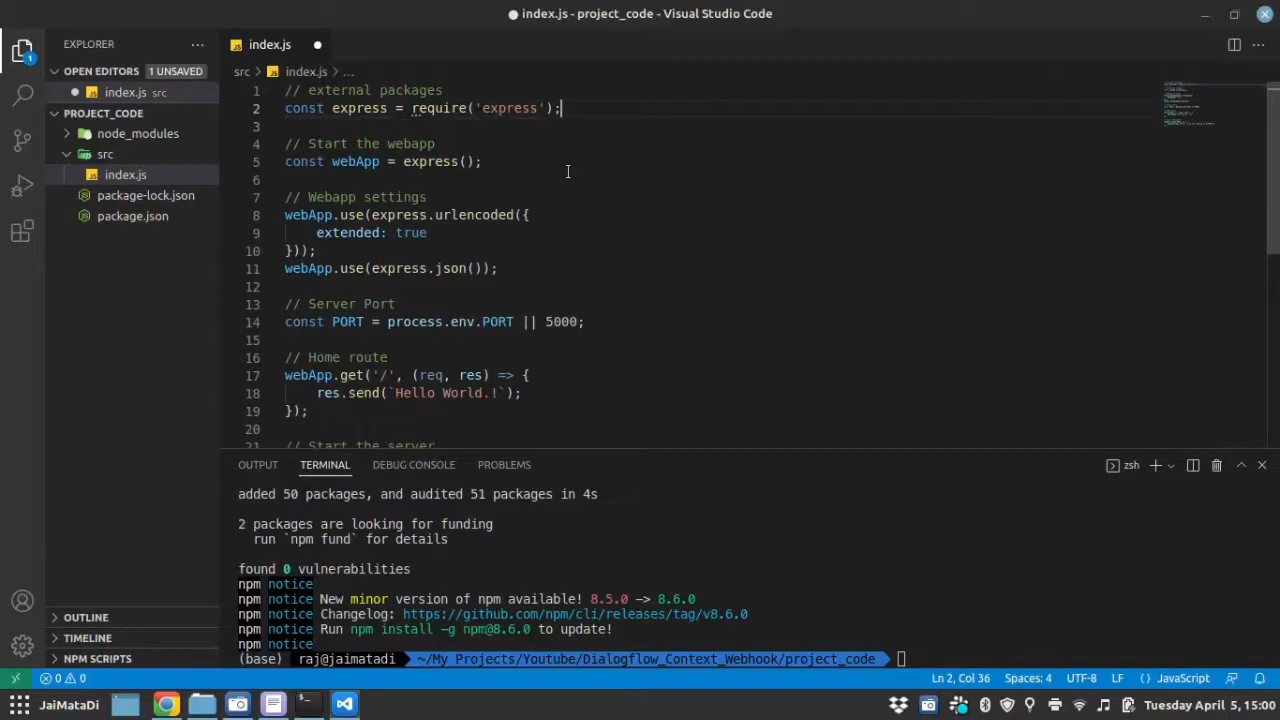 index.js - project_code - Visual Studio Code
EXPLORER
index.js
OPEN EDITORS 1 UNSAVED
index.js src
PROJECT_CODE
node_modules
src
index.js
package-lock.json
package.json
OUTLINE
TIMELINE
NPM SCRIPTS
src > index.js > ...
1 // external packages
2 const express = require('express');
3
4 // Start the webapp
5 const webApp = express();
6
7 // Webapp settings
8 webApp.use(express.urlencoded({
9 extended: true
10 }));
11 webApp.use(express.json());
12
13 // Server Port
14 const PORT = process.env.PORT || 5000;
15
16 // Home route
17 webApp.get('/', (req, res) => {
18 res.send(`Hello World.!`);
19 });
20
21 // Start the server
OUTPUT TERMINAL DEBUG CONSOLE PROBLEMS zsh
added 50 packages, and audited 51 packages in 4s
2 packages are looking for funding
run `npm fund` for details
found 0 vulnerabilities
npm notice
npm notice New minor version of npm available! 8.5.0 -> 8.6.0
npm notice Changelog: https://github.com/npm/cli/releases/tag/v8.6.0
npm notice Run npm install -g npm@8.6.0 to update!
npm notice
(base) raj@jaimatadi ~/My Projects/Youtube/Dialogflow_Context_Webhook/project_code
0 0 Ln 2, Col 36 Spaces: 4 UTF-8 LF { } JavaScript
JaiMataDi Tuesday April 5, 15:00